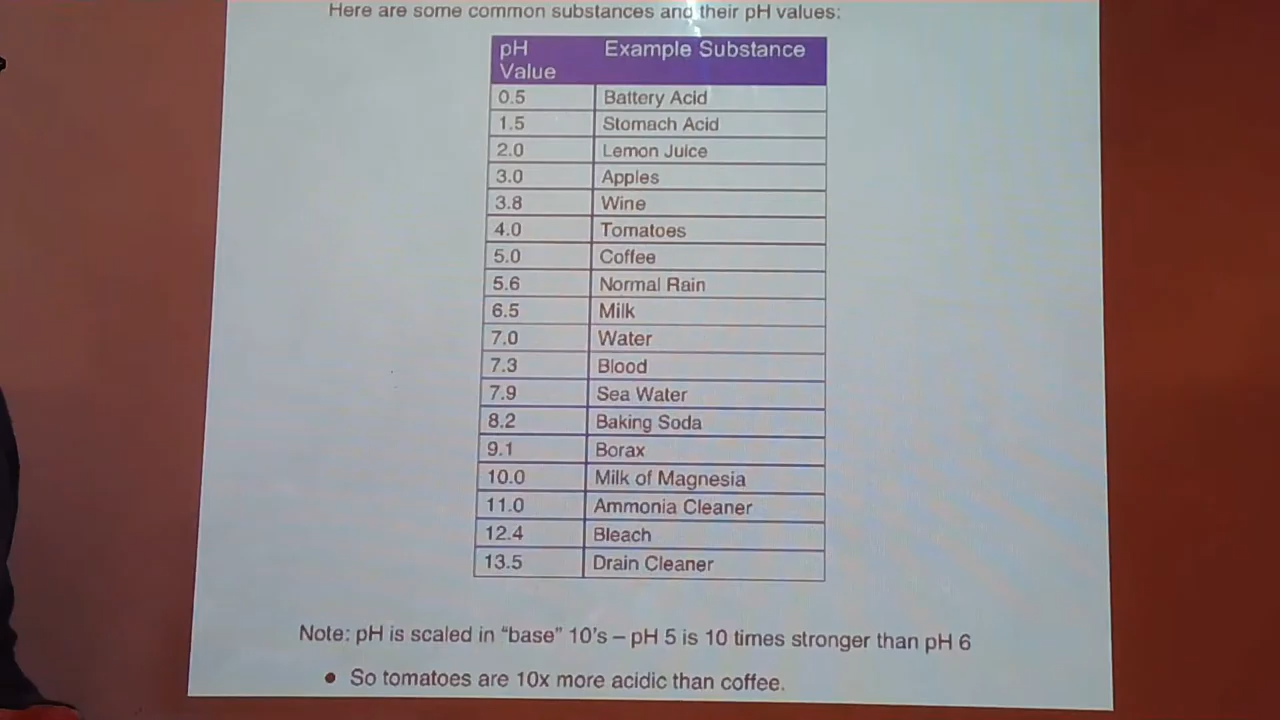 Here are some common substances and their pH values:
pH Value Example Substance
0.5 Battery Acid
1.5 Stomach Acid
2.0 Lemon Juice
3.0 Apples
3.8 Wine
4.0 Tomatoes
5.0 Coffee
5.6 Normal Rain
6.5 Milk
7.0 Water
7.3 Blood
7.9 Sea Water
8.2 Baking Soda
9.1 Borax
10.0 Milk of Magnesia
11.0 Ammonia Cleaner
12.4 Bleach
13.5 Drain Cleaner
Note: pH is scaled in “base” 10’s – pH 5 is 10 times stronger than pH 6
• So tomatoes are 10x more acidic than coffee.